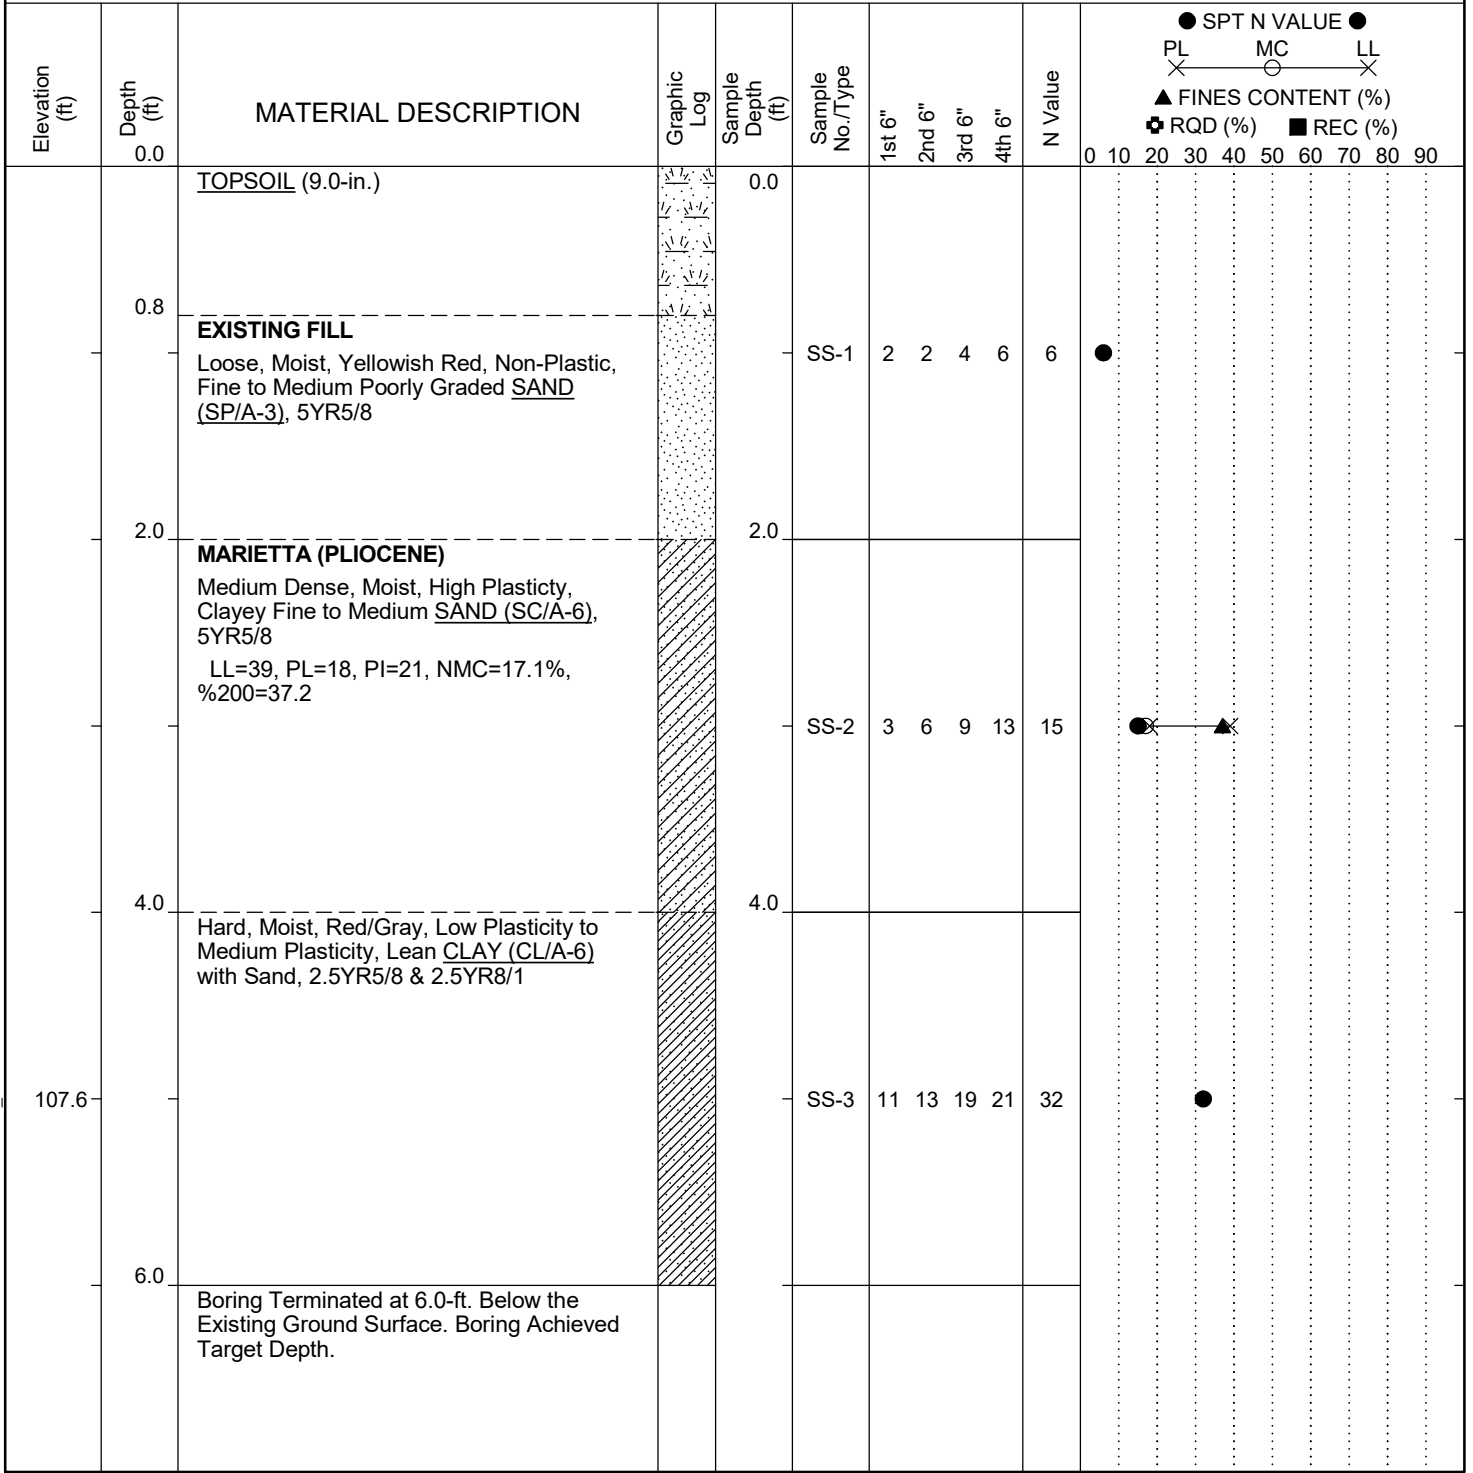 ● SPT N VALUE ●
PL MC LL
▲ FINES CONTENT (%)
RQD (%) ■ REC (%)
Elevation (ft)
Depth (ft)
0.0
MATERIAL DESCRIPTION
Graphic Log
Sample Depth (ft)
Sample No./Type
1st 6"
2nd 6"
3rd 6"
4th 6"
N Value
0 10 20 30 40 50 60 70 80 90
TOPSOIL (9.0-in.)
0.0
0.8
EXISTING FILL
Loose, Moist, Yellowish Red, Non-Plastic,
Fine to Medium Poorly Graded SAND
(SP/A-3), 5YR5/8
SS-1 2 2 4 6 6
2.0
2.0
MARIETTA (PLIOCENE)
Medium Dense, Moist, High Plasticty,
Clayey Fine to Medium SAND (SC/A-6),
5YR5/8
LL=39, PL=18, PI=21, NMC=17.1%,
%200=37.2
SS-2 3 6 9 13 15
4.0
4.0
Hard, Moist, Red/Gray, Low Plasticity to
Medium Plasticity, Lean CLAY (CL/A-6)
with Sand, 2.5YR5/8 & 2.5YR8/1
107.6
SS-3 11 13 19 21 32
6.0
Boring Terminated at 6.0-ft. Below the
Existing Ground Surface. Boring Achieved
Target Depth.